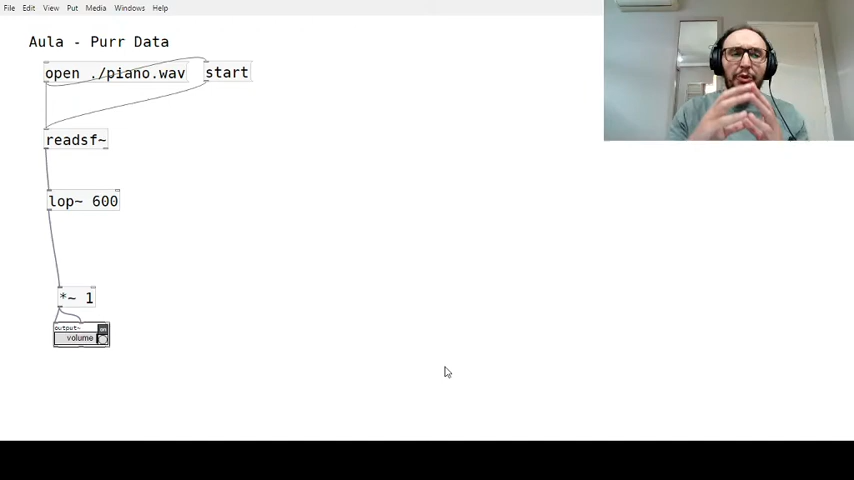 File Edit View Put Media Windows Help
Aula - Purr Data
open ./piano.wav
start
readsf~
lop~ 600
*~ 1
output~
on
volume